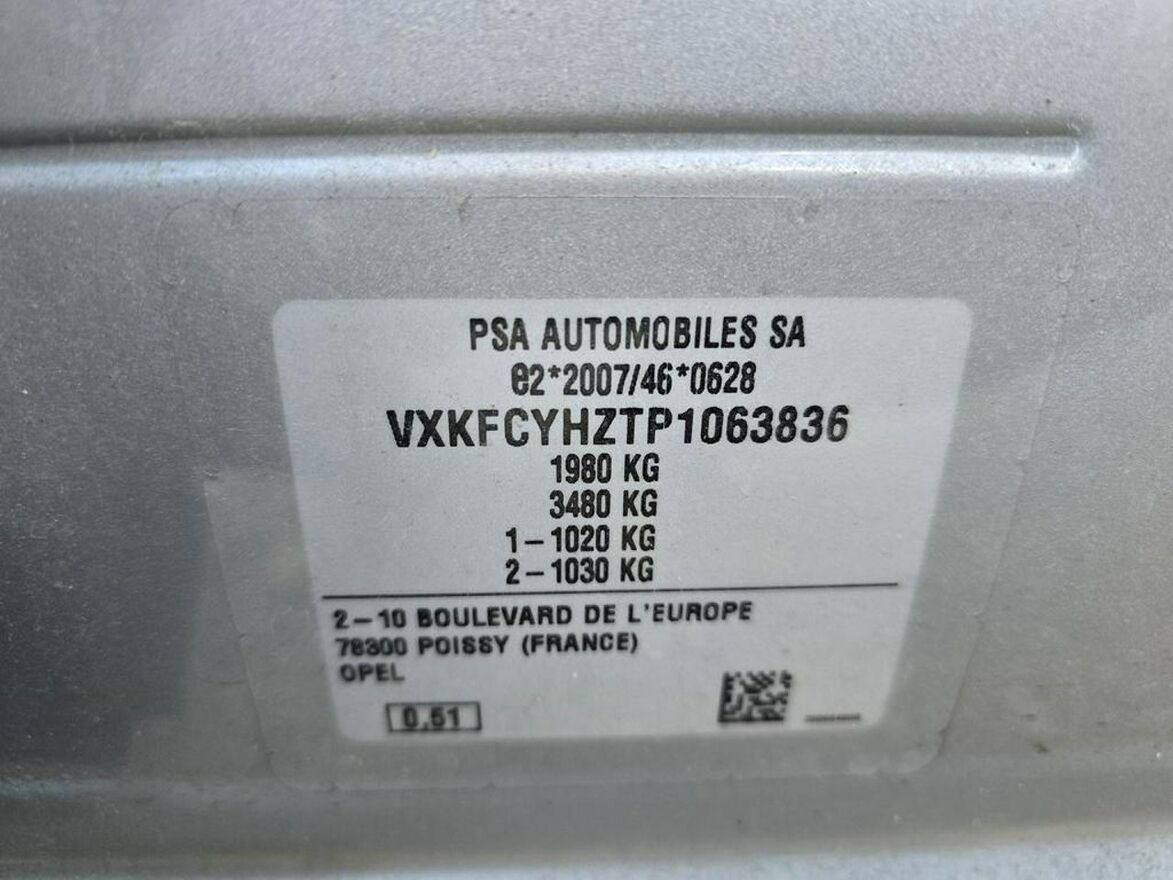 PSA AUTOMOBILES SA
e2*2007/46*0628
VXKFCYHZTP1063836
1980 KG
3480 KG
1-1020 KG
2-1030 KG
2-10 BOULEVARD DE L'EUROPE
78300 POISSY (FRANCE)
OPEL
0,51